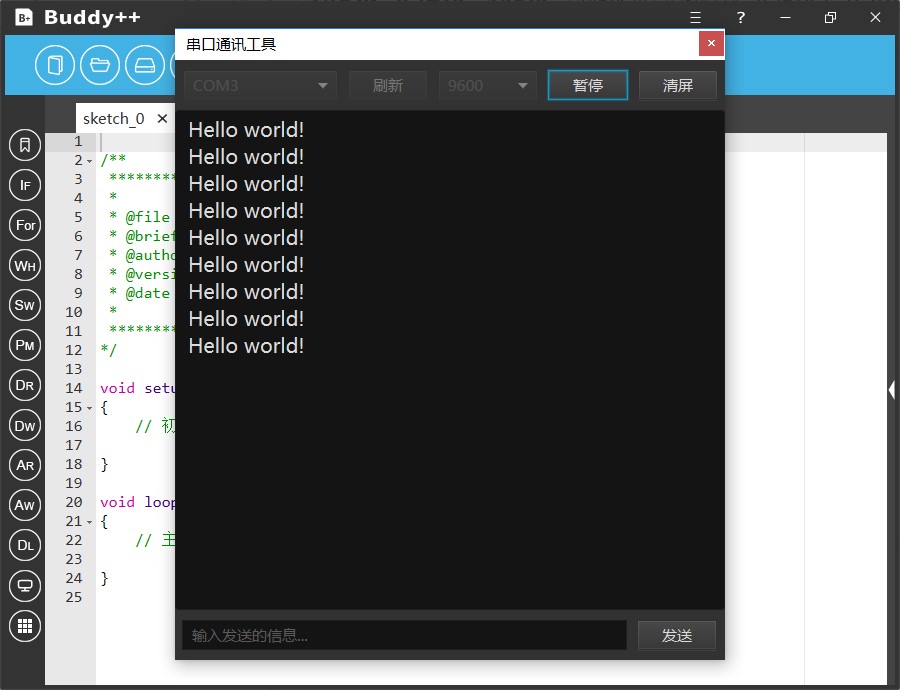 B+ Buddy++
?
串口通讯工具
COM3 刷新 9600 暂停 清屏
sketch_0
Hello world!
Hello world!
Hello world!
Hello world!
Hello world!
Hello world!
Hello world!
Hello world!
Hello world!
IF
For
WH
SW
PM
DR
DW
AR
AW
DL
1
2 /**
3 ********
4 *
5 * @file
6 * @brief
7 * @autho
8 * @versi
9 * @date
10 *
11 ********
12 */
13
14 void setu
15 {
16 // 初
17
18 }
19
20 void loop
21 {
22 // 主
23
24 }
25
输入发送的信息... 发送